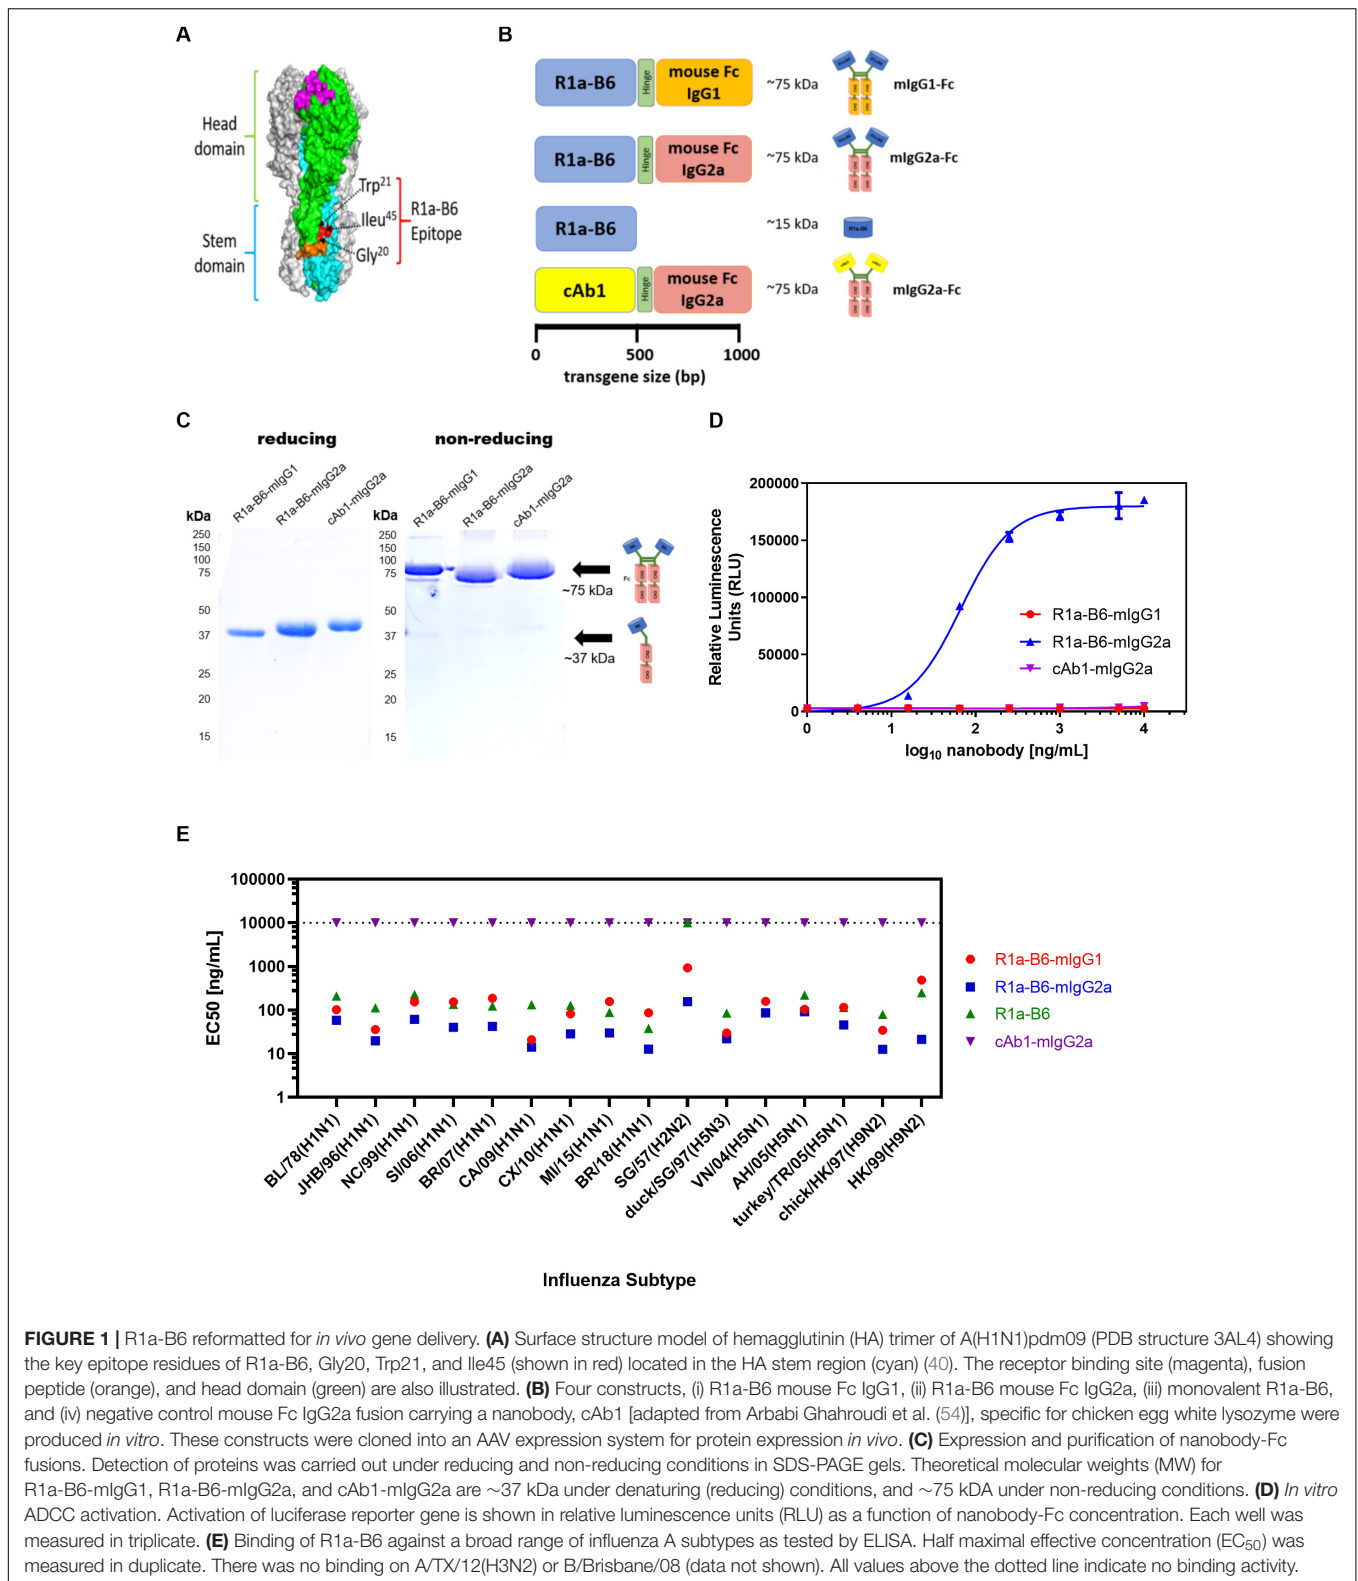 A
Head
domain
Stem
domain
Trp21
Ileu45
Gly20
R1a-B6
Epitope
B
R1a-B6
Hinge
mouse Fc
IgG1
~75 kDa
mIgG1-Fc
R1a-B6
Hinge
mouse Fc
IgG2a
~75 kDa
mIgG2a-Fc
R1a-B6
~15 kDa
R1a-B6
cAb1
Hinge
mouse Fc
IgG2a
~75 kDa
mIgG2a-Fc
0 500 1000
transgene size (bp)
C
reducing
non-reducing
R1a-B6-mIgG1
R1a-B6-mIgG2a
cAb1-mIgG2a
R1a-B6-mIgG1
R1a-B6-mIgG2a
cAb1-mIgG2a
kDa
250
150
100
75
50
37
25
20
15
kDa
250
150
100
75
50
37
25
20
15
~75 kDa
Fc
~37 kDa
D
Relative Luminescence
Units (RLU)
200000
150000
100000
50000
0
0 1 2 3 4
log10 nanobody [ng/mL]
R1a-B6-mIgG1
R1a-B6-mIgG2a
cAb1-mIgG2a
E
EC50 [ng/mL]
100000
10000
1000
100
10
1
BL/78(H1N1)
JHB/96(H1N1)
NC/99(H1N1)
SI/06(H1N1)
BR/07(H1N1)
CA/09(H1N1)
CX/10(H1N1)
MI/15(H1N1)
BR/18(H1N1)
SG/57(H2N2)
duck/SG/97(H5N3)
VN/04(H5N1)
AH/05(H5N1)
turkey/TR/05(H5N1)
chick/HK/97(H9N2)
HK/99(H9N2)
Influenza Subtype
R1a-B6-mIgG1
R1a-B6-mIgG2a
R1a-B6
cAb1-mIgG2a
FIGURE 1 | R1a-B6 reformatted for in vivo gene delivery. (A) Surface structure model of hemagglutinin (HA) trimer of A(H1N1)pdm09 (PDB structure 3AL4) showing
the key epitope residues of R1a-B6, Gly20, Trp21, and Ile45 (shown in red) located in the HA stem region (cyan) (40). The receptor binding site (magenta), fusion
peptide (orange), and head domain (green) are also illustrated. (B) Four constructs, (i) R1a-B6 mouse Fc IgG1, (ii) R1a-B6 mouse Fc IgG2a, (iii) monovalent R1a-B6,
and (iv) negative control mouse Fc IgG2a fusion carrying a nanobody, cAb1 [adapted from Arbabi Ghahroudi et al. (54)], specific for chicken egg white lysozyme were
produced in vitro. These constructs were cloned into an AAV expression system for protein expression in vivo. (C) Expression and purification of nanobody-Fc
fusions. Detection of proteins was carried out under reducing and non-reducing conditions in SDS-PAGE gels. Theoretical molecular weights (MW) for
R1a-B6-mIgG1, R1a-B6-mIgG2a, and cAb1-mIgG2a are ~37 kDa under denaturing (reducing) conditions, and ~75 kDA under non-reducing conditions. (D) In vitro
ADCC activation. Activation of luciferase reporter gene is shown in relative luminescence units (RLU) as a function of nanobody-Fc concentration. Each well was
measured in triplicate. (E) Binding of R1a-B6 against a broad range of influenza A subtypes as tested by ELISA. Half maximal effective concentration (EC50) was
measured in duplicate. There was no binding on A/TX/12(H3N2) or B/Brisbane/08 (data not shown). All values above the dotted line indicate no binding activity.